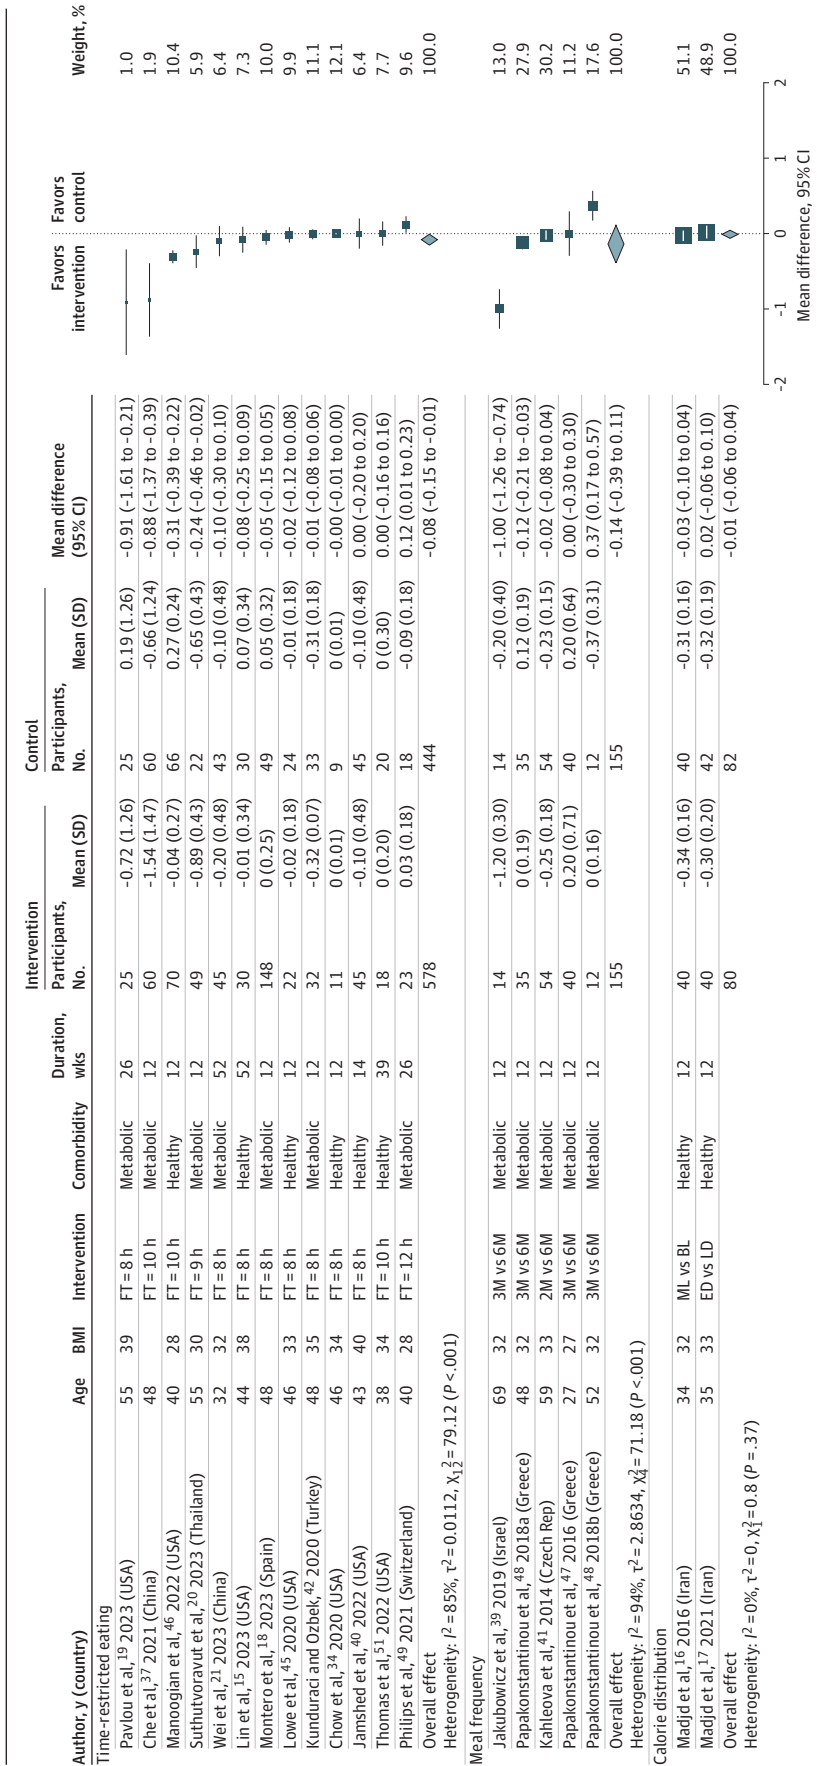 Intervention Control
Author, y (country) Age BMI Intervention Comorbidity Duration, wks Participants, No. Mean (SD) Participants, No. Mean (SD) Mean difference (95% CI) Favors intervention Favors control Weight, %
Time-restricted eating
Pavlou et al,19 2023 (USA) 55 39 FT = 8 h Metabolic 26 25 -0.72 (1.26) 25 0.19 (1.26) -0.91 (-1.61 to -0.21) 1.0
Che et al,37 2021 (China) 48 FT = 10 h Metabolic 12 60 -1.54 (1.47) 60 -0.66 (1.24) -0.88 (-1.37 to -0.39) 1.9
Manoogian et al,46 2022 (USA) 40 28 FT = 10 h Healthy 12 70 -0.04 (0.27) 66 0.27 (0.24) -0.31 (-0.39 to -0.22) 10.4
Suthutvoravut et al,20 2023 (Thailand) 55 30 FT = 9 h Metabolic 12 49 -0.89 (0.43) 22 -0.65 (0.43) -0.24 (-0.46 to -0.02) 5.9
Wei et al,21 2023 (China) 32 32 FT = 8 h Metabolic 52 45 -0.20 (0.48) 43 -0.10 (0.48) -0.10 (-0.30 to 0.10) 6.4
Lin et al,15 2023 (USA) 44 38 FT = 8 h Healthy 52 30 -0.01 (0.34) 30 0.07 (0.34) -0.08 (-0.25 to 0.09) 7.3
Montero et al,18 2023 (Spain) 48 FT = 8 h Metabolic 12 148 0 (0.25) 49 0.05 (0.32) -0.05 (-0.15 to 0.05) 10.0
Lowe et al,45 2020 (USA) 46 33 FT = 8 h Healthy 12 22 -0.02 (0.18) 24 -0.01 (0.18) -0.02 (-0.12 to 0.08) 9.9
Kunduraci and Ozbek,42 2020 (Turkey) 48 35 FT = 8 h Metabolic 12 32 -0.32 (0.07) 33 -0.31 (0.18) -0.01 (-0.08 to 0.06) 11.1
Chow et al,34 2020 (USA) 46 34 FT = 8 h Healthy 12 11 0 (0.01) 9 0 (0.01) -0.00 (-0.01 to 0.00) 12.1
Jamshed et al,40 2022 (USA) 43 40 FT = 8 h Healthy 14 45 -0.10 (0.48) 45 -0.10 (0.48) 0.00 (-0.20 to 0.20) 6.4
Thomas et al,51 2022 (USA) 38 34 FT = 10 h Healthy 39 18 0 (0.20) 20 0 (0.30) 0.00 (-0.16 to 0.16) 7.7
Philips et al,49 2021 (Switzerland) 40 28 FT = 12 h Metabolic 26 23 0.03 (0.18) 18 -0.09 (0.18) 0.12 (0.01 to 0.23) 9.6
Overall effect 578 444 -0.08 (-0.15 to -0.01) 100.0
Heterogeneity: I2 = 85%, τ2 = 0.0112, χ2 12 = 79.12 (P <.001)
Meal frequency
Jakubowicz et al,39 2019 (Israel) 69 32 3M vs 6M Metabolic 12 14 -1.20 (0.30) 14 -0.20 (0.40) -1.00 (-1.26 to -0.74) 13.0
Papakonstantinou et al,48 2018a (Greece) 48 32 3M vs 6M Metabolic 12 35 0 (0.19) 35 0.12 (0.19) -0.12 (-0.21 to -0.03) 27.9
Kahleova et al,41 2014 (Czech Rep) 59 33 2M vs 6M Metabolic 12 54 -0.25 (0.18) 54 -0.23 (0.15) -0.02 (-0.08 to 0.04) 30.2
Papakonstantinou et al,47 2016 (Greece) 27 27 3M vs 6M Metabolic 12 40 0.20 (0.71) 40 0.20 (0.64) 0.00 (-0.30 to 0.30) 11.2
Papakonstantinou et al,48 2018b (Greece) 52 32 3M vs 6M Metabolic 12 12 0 (0.16) 12 -0.37 (0.31) 0.37 (0.17 to 0.57) 17.6
Overall effect 155 155 -0.14 (-0.39 to 0.11) 100.0
Heterogeneity: I2 = 94%, τ2 = 2.8634, χ2 4 = 71.18 (P <.001)
Calorie distribution
Madjd et al,16 2016 (Iran) 34 32 ML vs BL Healthy 12 40 -0.34 (0.16) 40 -0.31 (0.16) -0.03 (-0.10 to 0.04) 51.1
Madjd et al,17 2021 (Iran) 35 33 ED vs LD Healthy 12 40 -0.30 (0.20) 42 -0.32 (0.19) 0.02 (-0.06 to 0.10) 48.9
Overall effect 80 82 -0.01 (-0.06 to 0.04) 100.0
Heterogeneity: I2 = 0%, τ2 = 0, χ2 1 = 0.8 (P = .37)
-2 -1 0 1 2
Mean difference, 95% CI